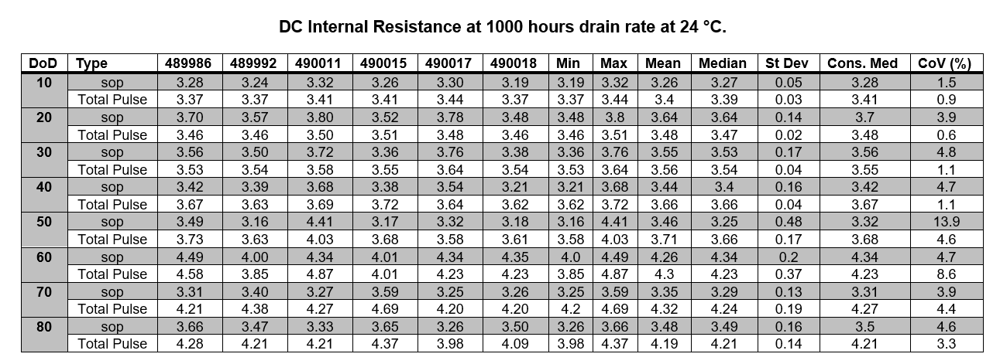 DC Internal Resistance at 1000 hours drain rate at 24 °C.
DoD Type 489986 489992 490011 490015 490017 490018 Min Max Mean Median St Dev Cons. Med CoV (%)
10 sop 3.28 3.24 3.32 3.26 3.30 3.19 3.19 3.32 3.26 3.27 0.05 3.28 1.5
Total Pulse 3.37 3.37 3.41 3.41 3.44 3.37 3.37 3.44 3.4 3.39 0.03 3.41 0.9
20 sop 3.70 3.57 3.80 3.52 3.78 3.48 3.48 3.8 3.64 3.64 0.14 3.7 3.9
Total Pulse 3.46 3.46 3.50 3.51 3.48 3.46 3.46 3.51 3.48 3.47 0.02 3.48 0.6
30 sop 3.56 3.50 3.72 3.36 3.76 3.38 3.36 3.76 3.55 3.53 0.17 3.56 4.8
Total Pulse 3.53 3.54 3.58 3.55 3.64 3.54 3.53 3.64 3.56 3.54 0.04 3.55 1.1
40 sop 3.42 3.39 3.68 3.38 3.54 3.21 3.21 3.68 3.44 3.4 0.16 3.42 4.7
Total Pulse 3.67 3.63 3.69 3.72 3.64 3.62 3.62 3.72 3.66 3.66 0.04 3.67 1.1
50 sop 3.49 3.16 4.41 3.17 3.32 3.18 3.16 4.41 3.46 3.25 0.48 3.32 13.9
Total Pulse 3.73 3.63 4.03 3.68 3.58 3.61 3.58 4.03 3.71 3.66 0.17 3.68 4.6
60 sop 4.49 4.00 4.34 4.01 4.34 4.35 4.0 4.49 4.26 4.34 0.2 4.34 4.7
Total Pulse 4.58 3.85 4.87 4.01 4.23 4.23 3.85 4.87 4.3 4.23 0.37 4.23 8.6
70 sop 3.31 3.40 3.27 3.59 3.25 3.26 3.25 3.59 3.35 3.29 0.13 3.31 3.9
Total Pulse 4.21 4.38 4.27 4.69 4.20 4.20 4.2 4.69 4.32 4.24 0.19 4.27 4.4
80 sop 3.66 3.47 3.33 3.65 3.26 3.50 3.26 3.66 3.48 3.49 0.16 3.5 4.6
Total Pulse 4.28 4.21 4.21 4.37 3.98 4.09 3.98 4.37 4.19 4.21 0.14 4.21 3.3